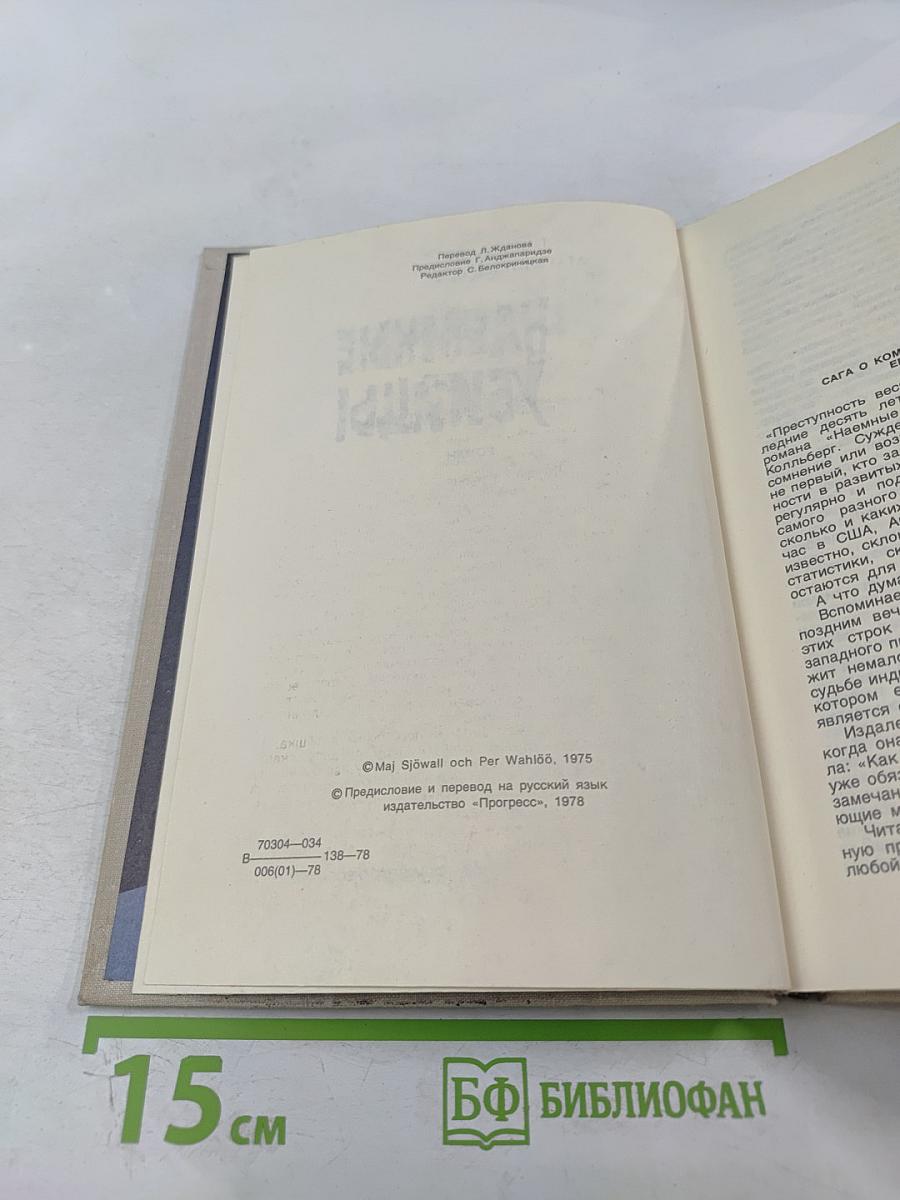 Перевод Л. Жданова
Предисловие Г. Анджапаридзе
Редактор С. Белокриницкая
© Maj Sjöwall och Per Wahlöö, 1975
© Предисловие и перевод на русский язык
издательство «Прогресс», 1978
70304—034
В———138—78
006(01)—78
САГА О КОМ
«Преступность вес
ледние десять лет
романа «Наемные
Колльберг. Сужде
сомнение или воз
не первый, кто за
ности в развитых
регулярно и под
самого разного
сколько и каких
час в США, А
известно, скло
статистики, ск
остаются для
А что дума
Вспоминае
поздним веч
этих строк
западного п
жит немало
судьбе инд
котором е
является
Издале
когда она
ла: «Как
уже обяз
замечан
ющие м
Чита
ную пр
любой
15 см
БФ БИБЛИОФАН